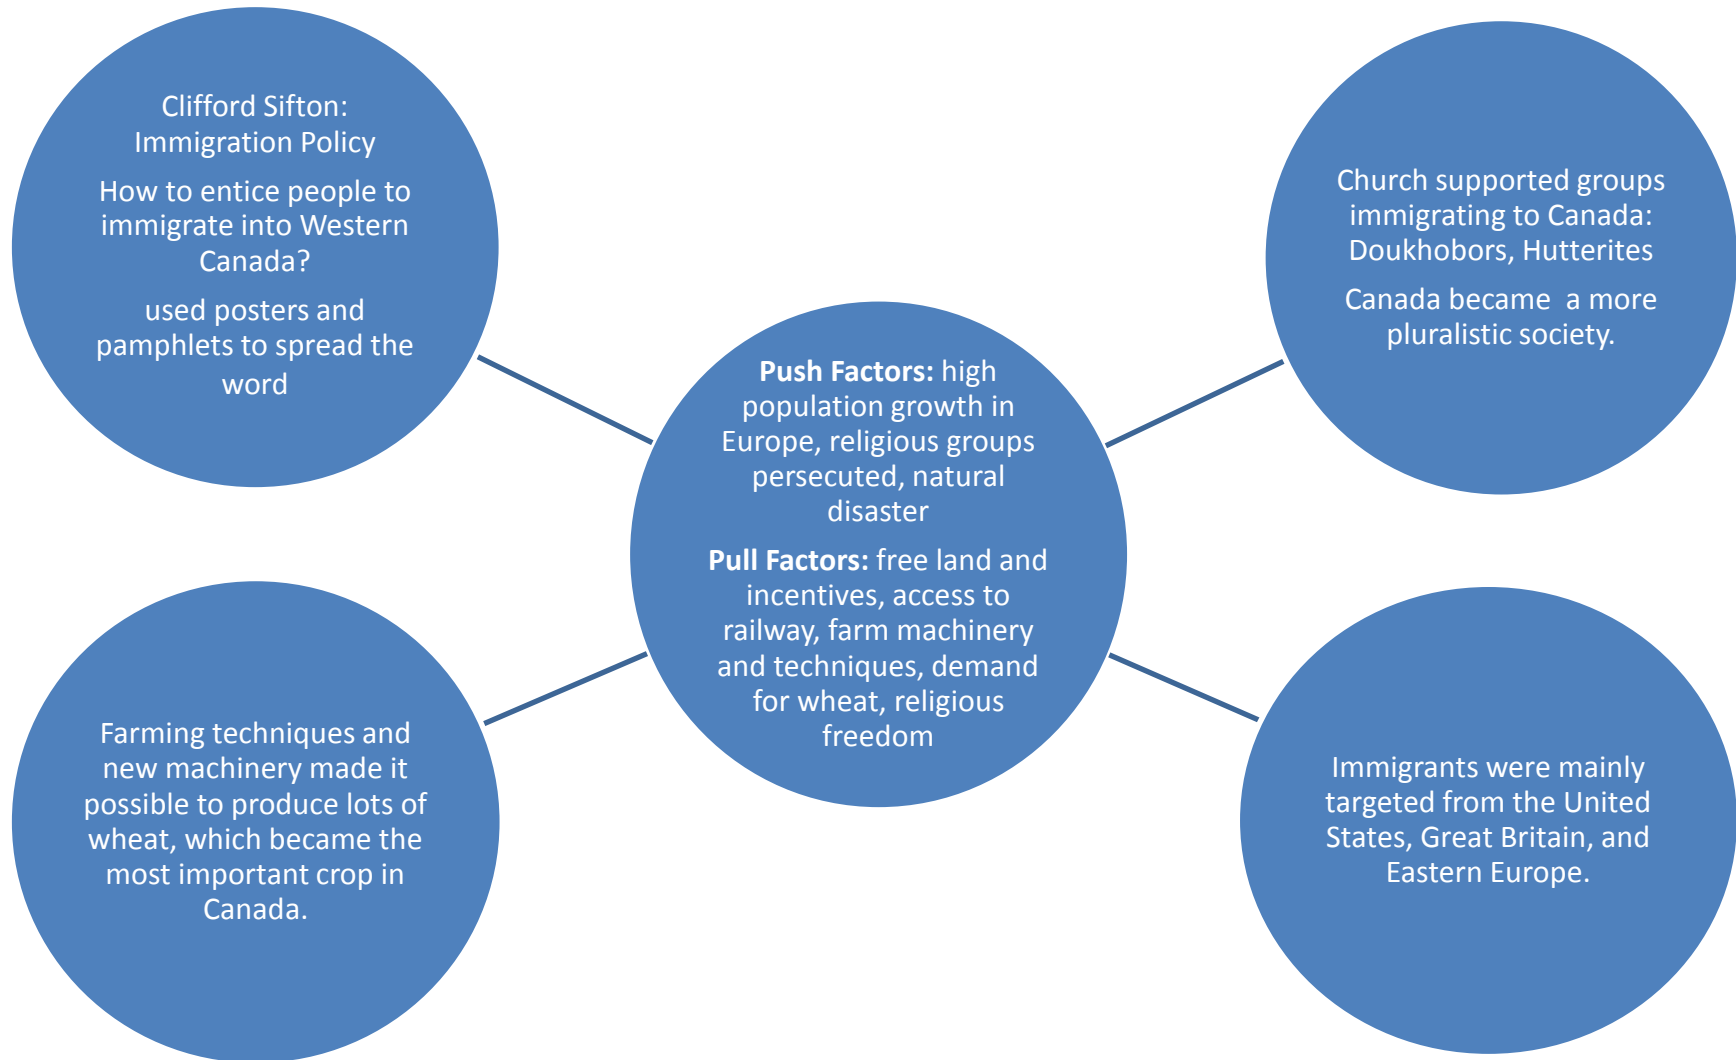 Clifford Sifton:
Immigration Policy
How to entice people to
immigrate into Western
Canada?
used posters and
pamphlets to spread the
word
Church supported groups
immigrating to Canada:
Doukhobors, Hutterites
Canada became  a more
pluralistic society.
Push Factors: high
population growth in
Europe, religious groups
persecuted, natural
disaster
Pull Factors: free land and
incentives, access to
railway, farm machinery
and techniques, demand
for wheat, religious
freedom
Farming techniques and
new machinery made it
possible to produce lots of
wheat, which became the
most important crop in
Canada.
Immigrants were mainly
targeted from the United
States, Great Britain, and
Eastern Europe.